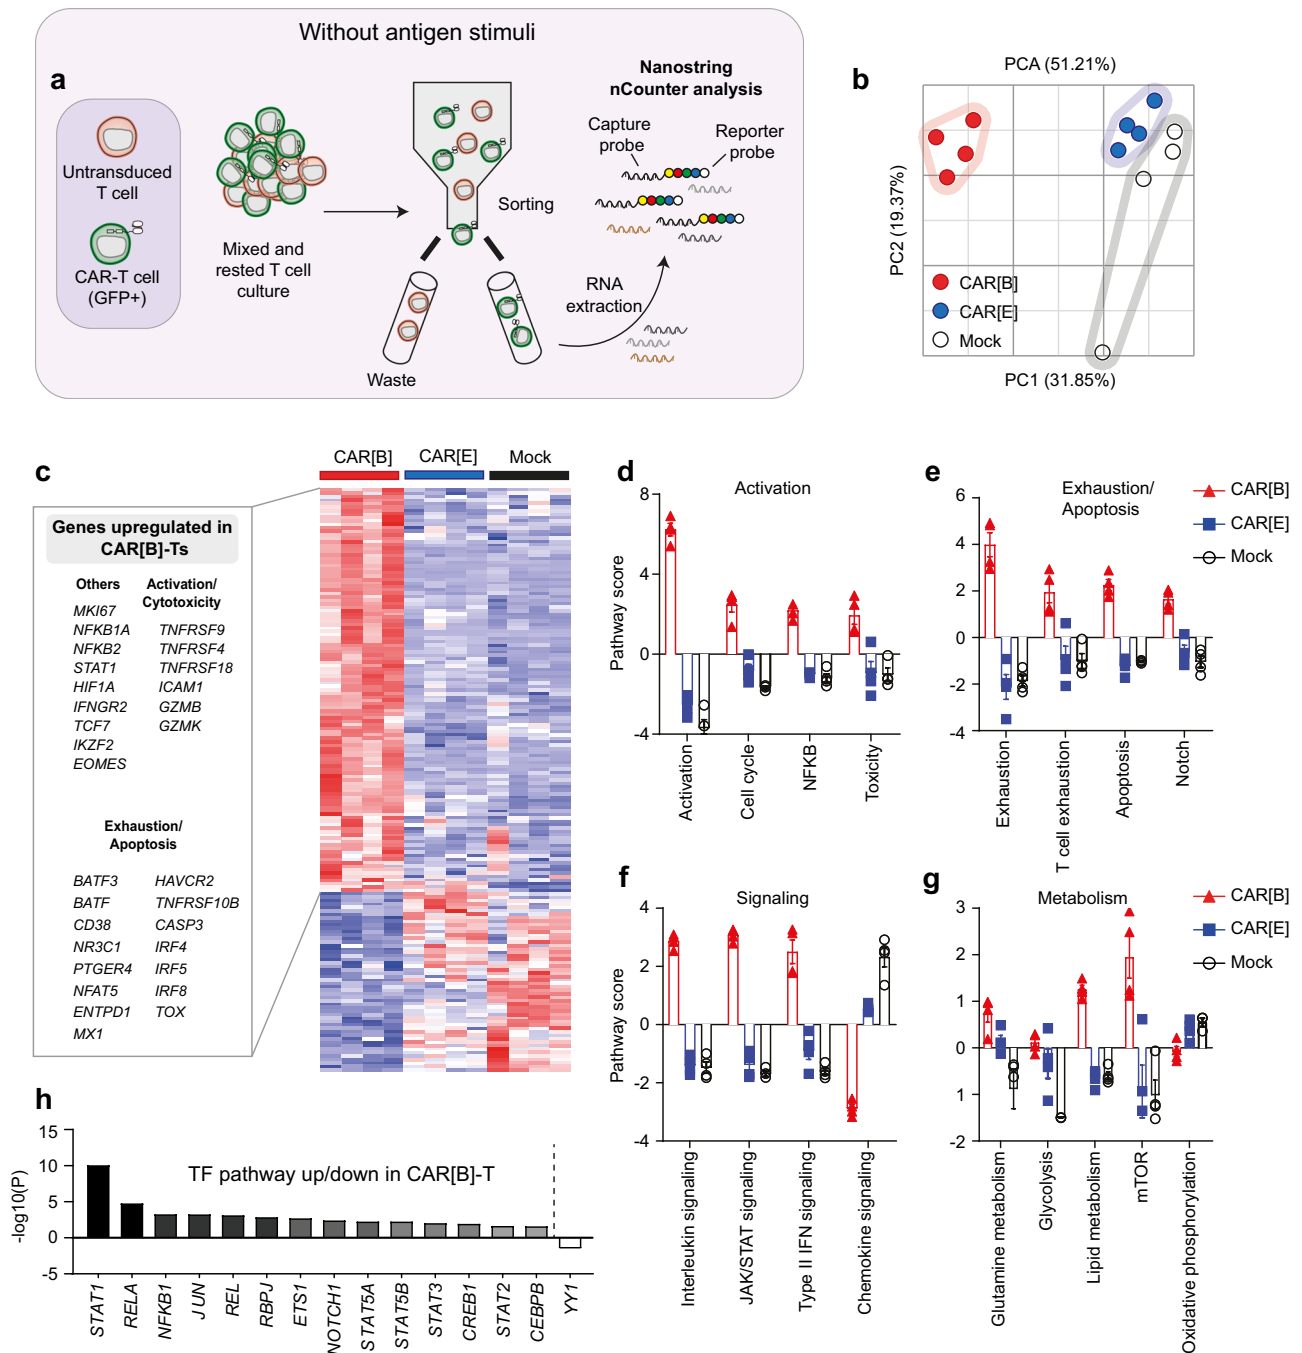 Without antigen stimuli
a
Untransduced
T cell
CAR-T cell
(GFP+)
Mixed and
rested T cell
culture
Sorting
Waste
RNA
extraction
Nanostring
nCounter analysis
Capture
probe
Reporter
probe
b
PCA (51.21%)
PC2 (19.37%)
CAR[B]
CAR[E]
Mock
PC1 (31.85%)
c
CAR[B]
CAR[E]
Mock
Genes upregulated in
CAR[B]-Ts
Others
Activation/
Cytotoxicity
MKI67
NFKB1A TNFRSF9
NFKB2 TNFRSF4
STAT1 TNFRSF18
HIF1A ICAM1
IFNGR2 GZMB
TCF7 GZMK
IKZF2
EOMES
Exhaustion/
Apoptosis
BATF3 HAVCR2
BATF TNFRSF10B
CD38 CASP3
NR3C1 IRF4
PTGER4 IRF5
NFAT5 IRF8
ENTPD1 TOX
MX1
d
Activation
Pathway score
8
4
0
-4
Activation
Cell cycle
NFKB
Toxicity
e
Exhaustion/
Apoptosis
6
4
2
0
-2
-4
Exhaustion
T cell exhaustion
Apoptosis
Notch
CAR[B]
CAR[E]
Mock
f
Signaling
Pathway score
4
2
0
-2
-4
Interleukin signaling
JAK/STAT signaling
Type II IFN signaling
Chemokine signaling
g
Metabolism
3
2
1
0
-1
-2
Glutamine metabolism
Glycolysis
Lipid metabolism
mTOR
Oxidative phosphorylation
CAR[B]
CAR[E]
Mock
h
TF pathway up/down in CAR[B]-T
-log10(P)
15
10
5
0
-5
STAT1
RELA
NFKB1
JUN
REL
RBPJ
ETS1
NOTCH1
STAT5A
STAT5B
STAT3
CREB1
STAT2
CEBPB
YY1